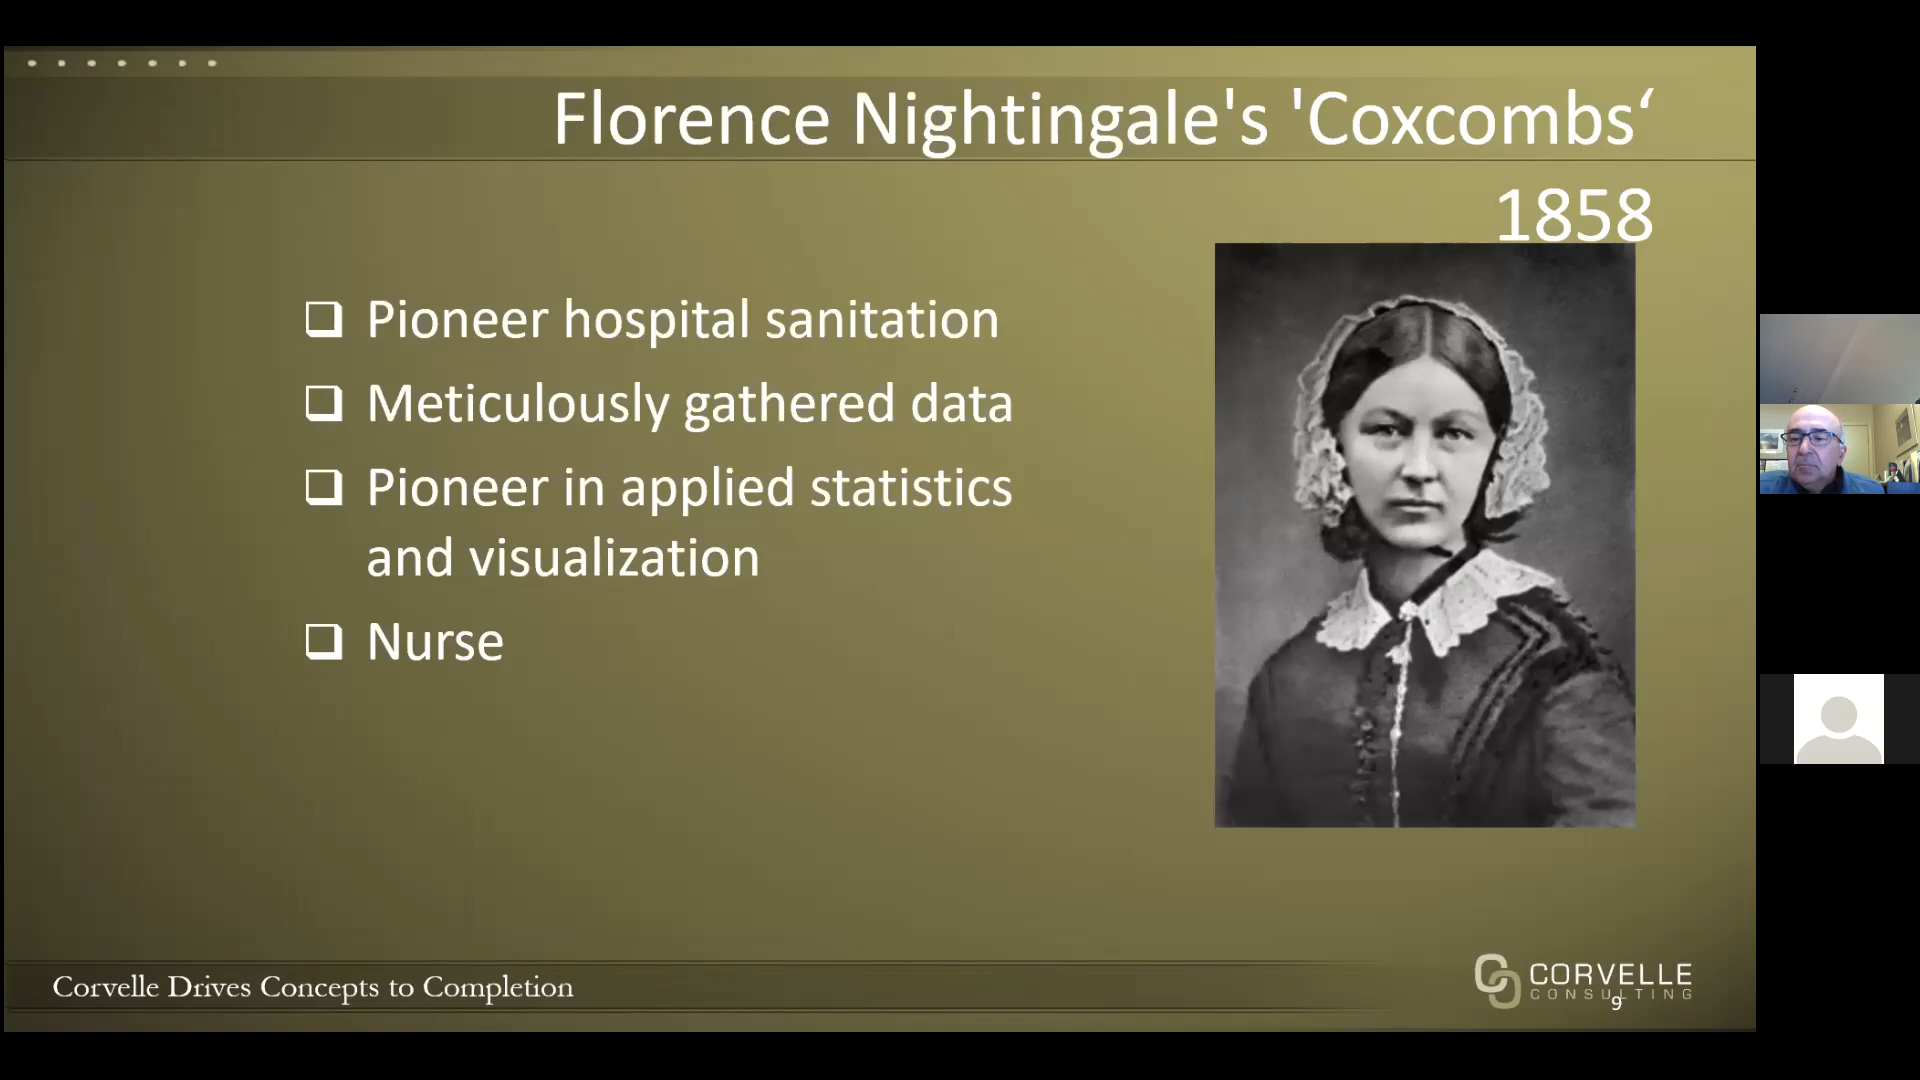 Florence Nightingale's 'Coxcombs‘
1858
Pioneer hospital sanitation
Meticulously gathered data
Pioneer in applied statistics
and visualization
Nurse
Corvelle Drives Concepts to Completion
CORVELLE
CONSULTING
9